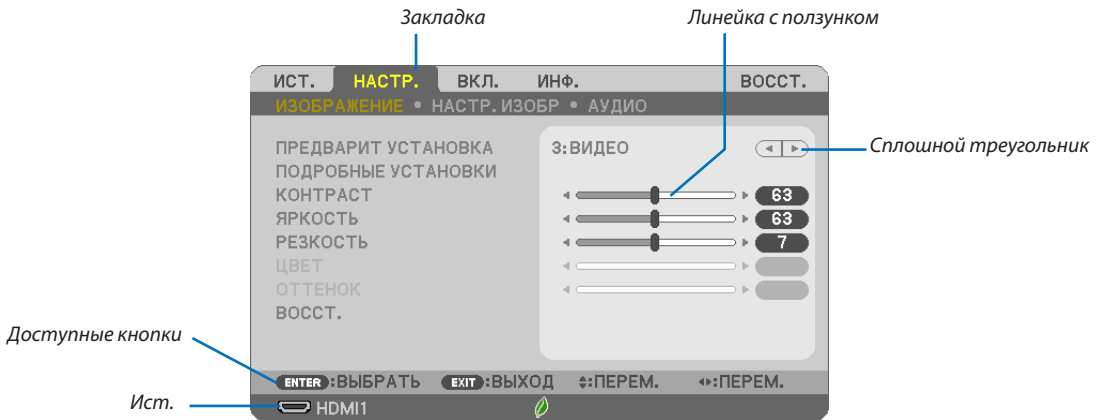 Закладка
Линейка с ползунком
ИСТ. НАСТР. ВКЛ. ИНФ. ВОССТ.
ИЗОБРАЖЕНИЕ • НАСТР. ИЗОБР • АУДИО
ПРЕДВАРИТ УСТАНОВКА 3:ВИДЕО
Сплошной треугольник
ПОДРОБНЫЕ УСТАНОВКИ
КОНТРАСТ 63
ЯРКОСТЬ 63
РЕЗКОСТЬ 7
ЦВЕТ
ОТТЕНОК
ВОССТ.
Доступные кнопки
ENTER :ВЫБРАТЬ EXIT :ВЫХОД :ПЕРЕМ. :ПЕРЕМ.
Ист.
HDMI1